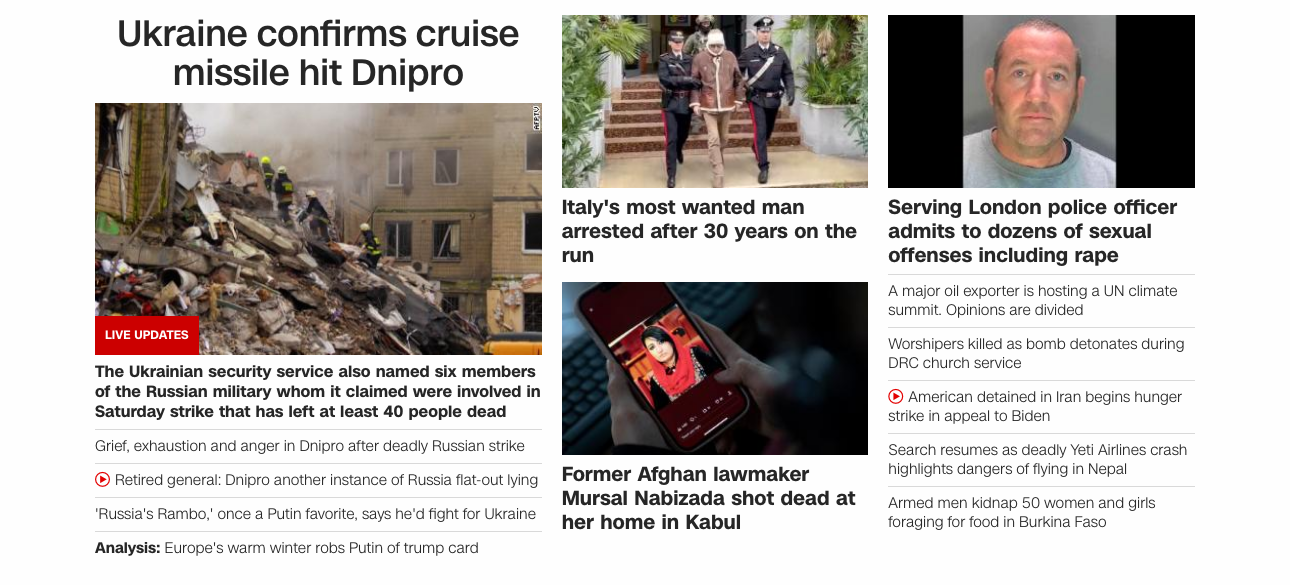 Ukraine confirms cruise
missile hit Dnipro
AFPTV
LIVE UPDATES
The Ukrainian security service also named six members
of the Russian military whom it claimed were involved in
Saturday strike that has left at least 40 people dead
Grief, exhaustion and anger in Dnipro after deadly Russian strike
Retired general: Dnipro another instance of Russia flat-out lying
'Russia's Rambo,' once a Putin favorite, says he'd fight for Ukraine
Analysis: Europe's warm winter robs Putin of trump card
Italy's most wanted man
arrested after 30 years on the
run
Former Afghan lawmaker
Mursal Nabizada shot dead at
her home in Kabul
Serving London police officer
admits to dozens of sexual
offenses including rape
A major oil exporter is hosting a UN climate
summit. Opinions are divided
Worshipers killed as bomb detonates during
DRC church service
American detained in Iran begins hunger
strike in appeal to Biden
Search resumes as deadly Yeti Airlines crash
highlights dangers of flying in Nepal
Armed men kidnap 50 women and girls
foraging for food in Burkina Faso